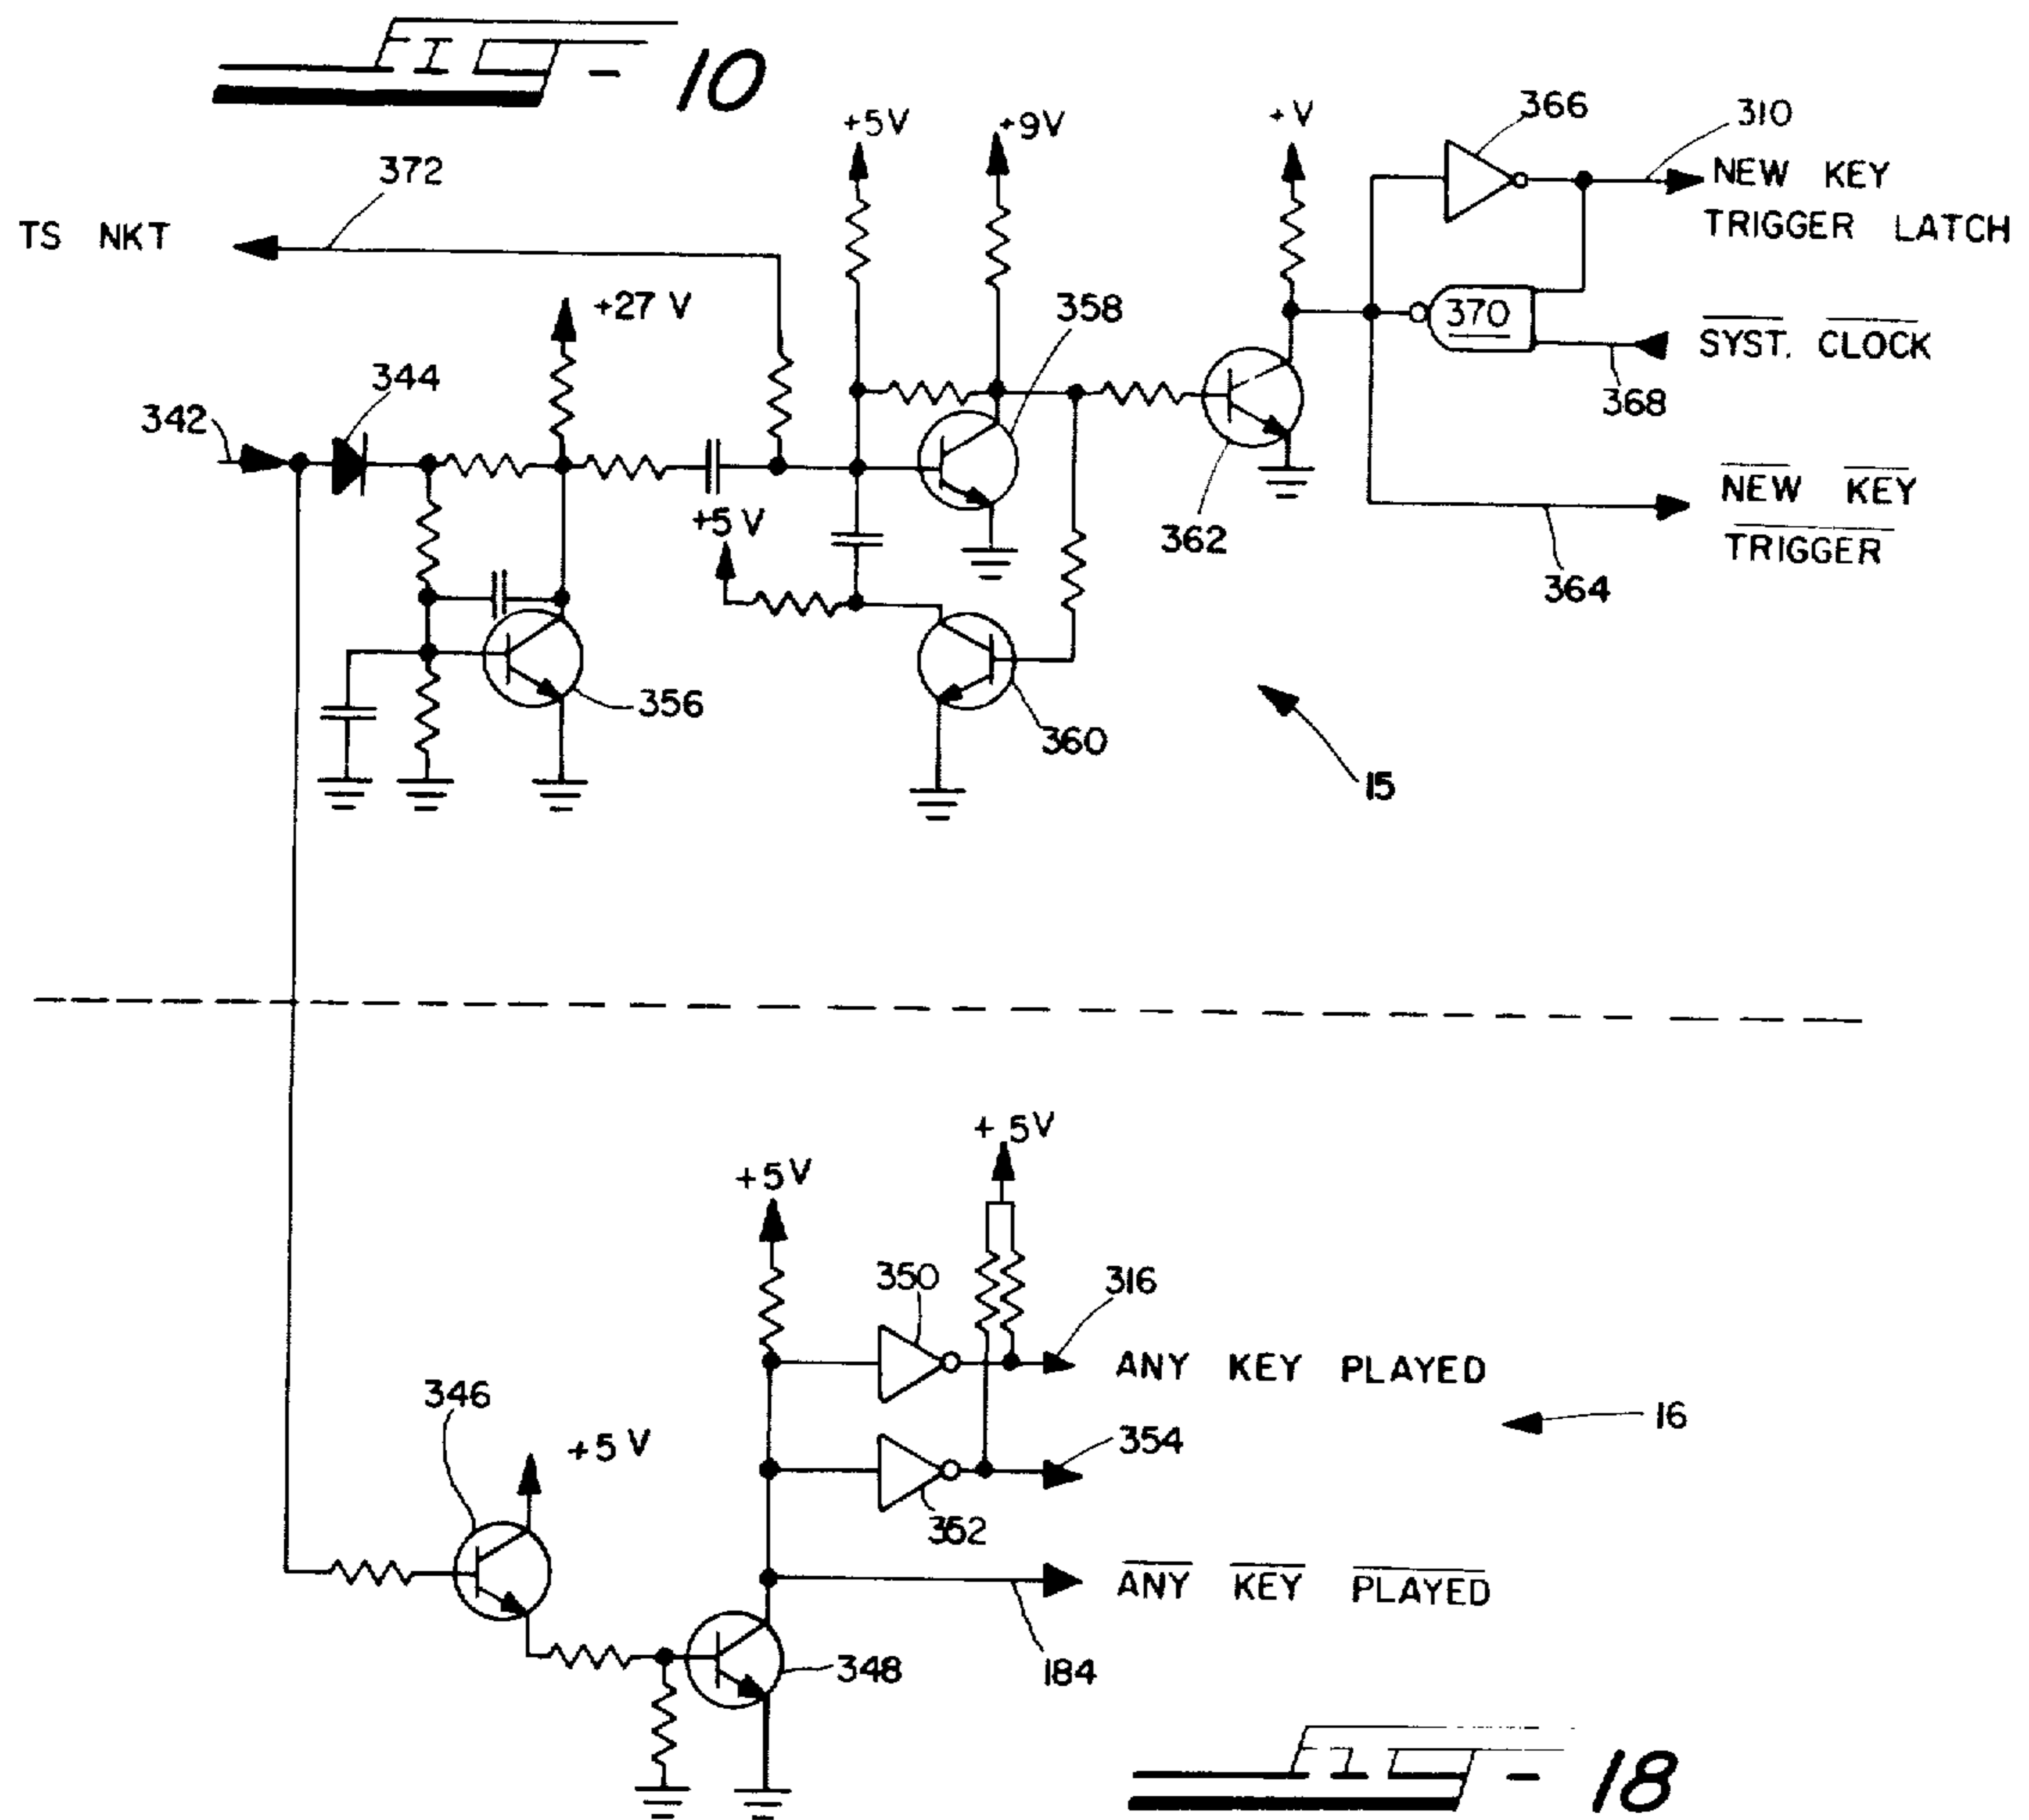 FIG-10
+5V
+9V
+V
366
310
NEW KEY
TRIGGER LATCH
372
TS NKT
+27 V
358
344
370
SYST. CLOCK
368
342
+5 V
362
NEW KEY
TRIGGER
364
356
360
15
+5V
+5V
350
316
ANY KEY PLAYED
346
16
+5V
354
352
ANY KEY PLAYED
348
184
FIG-18